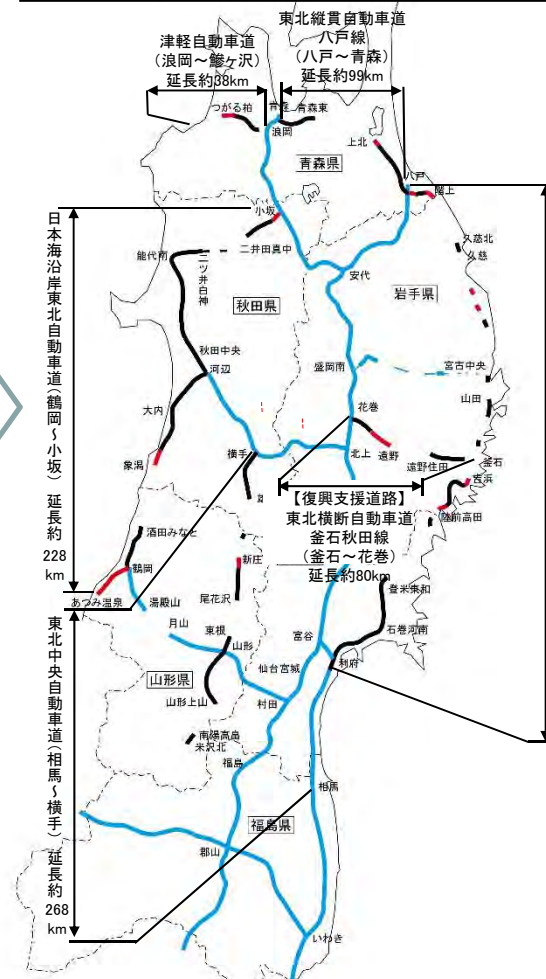 東北縦貫自動車道
八戸線
（八戸～青森）
延長約99km
津軽自動車道
（浪岡～鰺ヶ沢）
延長約38km
つがる柏
青森東
浪岡
青森県
上北
八戸
階上
小坂
二井田真中
能代南
二ツ井白神
久慈北
久慈
安代
岩手県
秋田県
秋田中央
河辺
盛岡南
宮古中央
山田
大内
花巻
遠野
遠野住田
釜石
横手
北上
象潟
吉浜
陸前高田
【復興支援道路】
東北横断自動車道
釜石秋田線
（釜石～花巻）
延長約80km
日本海沿岸東北自動車道（鶴岡～小坂）
延長約
228
km
酒田みなと
鶴岡
あつみ温泉
湯殿山
新庄
尾花沢
登米東和
石巻河南
月山
東根
山形
富谷
利府
仙台宮城
山形県
山形上山
村田
南陽高畠
米沢北
福島
相馬
福島県
郡山
いわき
東北中央自動車道（相馬～横手）
延長約
268
km